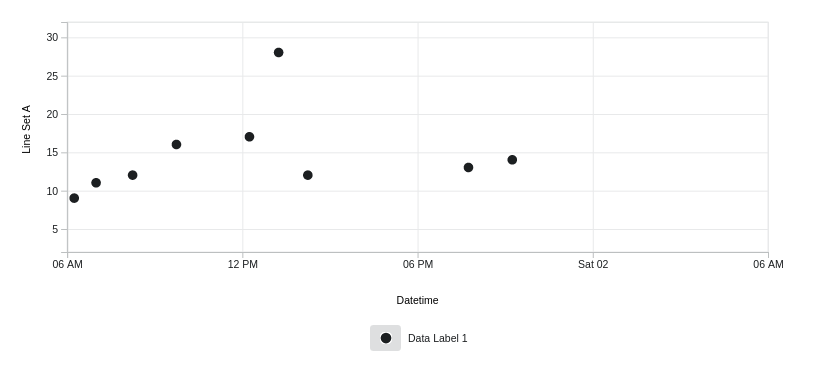 30
25
20
15
10
5
Line Set A
06 AM
12 PM
06 PM
Sat 02
06 AM
Datetime
Data Label 1